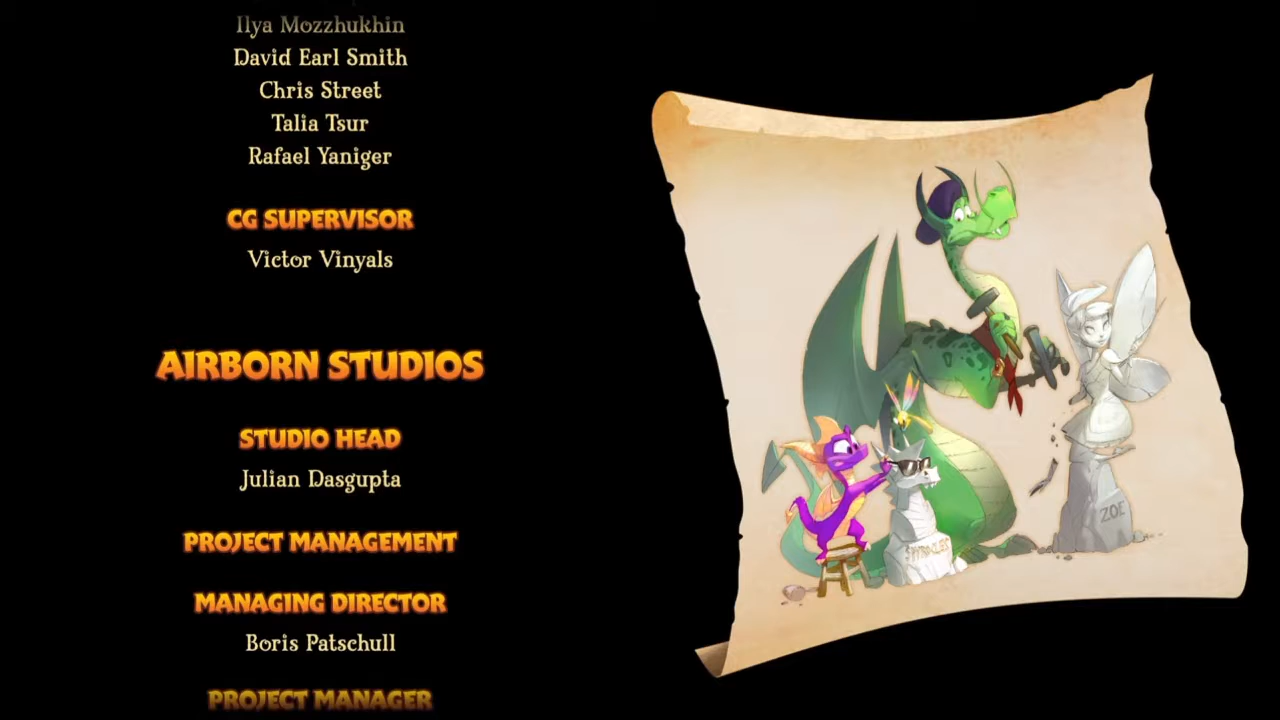 Ilya Mozzhukhin
David Earl Smith
Chris Street
Talia Tsur
Rafael Yaniger
CG SUPERVISOR
Victor Vinyals
AIRBORN STUDIOS
STUDIO HEAD
Julian Dasgupta
PROJECT MANAGEMENT
MANAGING DIRECTOR
Boris Patschull
PROJECT MANAGER
ZOE